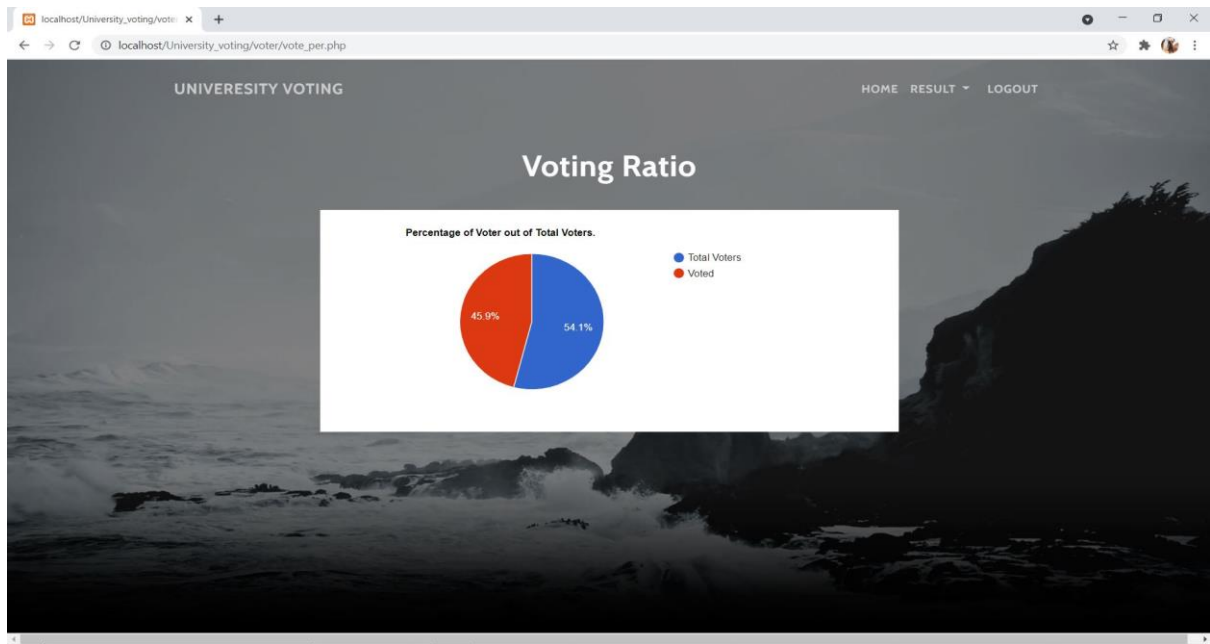 localhost/University_voting/vote
localhost/University_voting/voter/vote_per.php
UNIVERESITY VOTING
HOME RESULT LOGOUT
Voting Ratio
Percentage of Voter out of Total Voters.
Total Voters
Voted
45.9%
54.1%